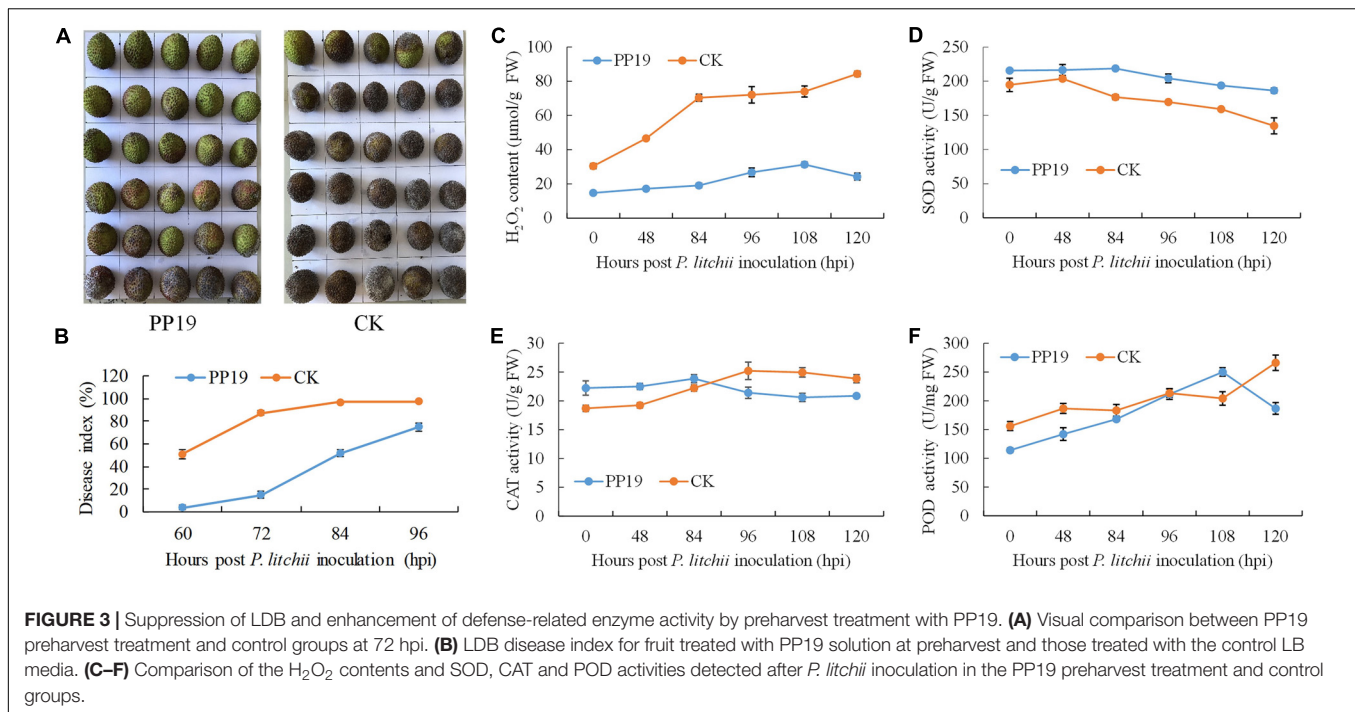 A
PP19
CK
B
Disease index (%)
120
100
80
60
40
20
0
PP19
CK
60
72
84
96
Hours post P. litchii inoculation (hpi)
C
H₂O₂ content (μmol/g FW)
100
80
60
40
20
0
PP19
CK
0
48
84
96
108
120
Hours post P. litchii inoculation (hpi)
D
SOD activity (U/g FW)
250
200
150
100
50
0
PP19
CK
0
48
84
96
108
120
Hours post P. litchii inoculation (hpi)
E
CAT activity (U/g FW)
30
25
20
15
10
5
0
PP19
CK
0
48
84
96
108
120
Hours post P. litchii inoculation (hpi)
F
POD activity (U/mg FW)
300
250
200
150
100
50
0
PP19
CK
0
48
84
96
108
120
Hours post P. litchii inoculation (hpi)
FIGURE 3 | Suppression of LDB and enhancement of defense-related enzyme activity by preharvest treatment with PP19. (A) Visual comparison between PP19
preharvest treatment and control groups at 72 hpi. (B) LDB disease index for fruit treated with PP19 solution at preharvest and those treated with the control LB
media. (C–F) Comparison of the H₂O₂ contents and SOD, CAT and POD activities detected after P. litchii inoculation in the PP19 preharvest treatment and control
groups.